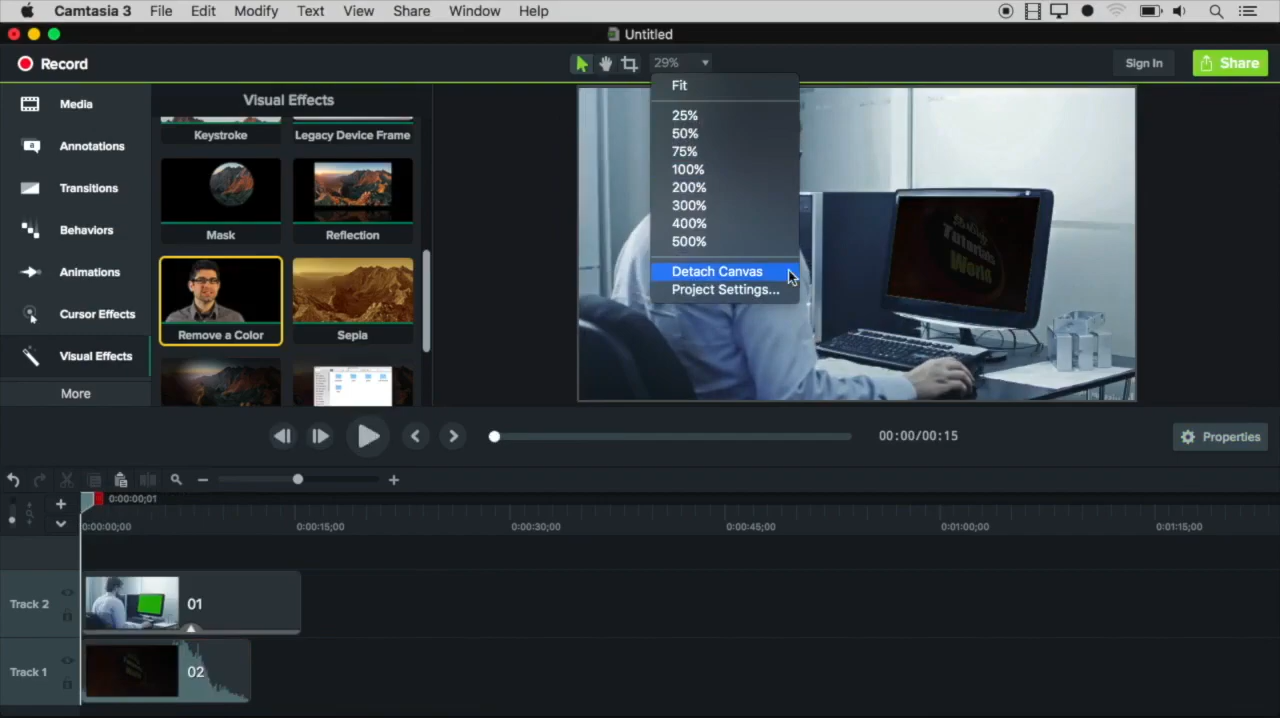 Camtasia 3 File Edit Modify Text View Share Window Help
Untitled
Record
29%
Sign In
Share
Media
Annotations
Transitions
Behaviors
Animations
Cursor Effects
Visual Effects
More
Visual Effects
Keystroke
Legacy Device Frame
Mask
Reflection
Remove a Color
Sepia
Fit
25%
50%
75%
100%
200%
300%
400%
500%
Detach Canvas
Project Settings...
Tutorials
World
00:00/00:15
Properties
0:00:00;01
0:00:00;00 0:00:15;00 0:00:30;00 0:00:45;00 0:01:00;00 0:01:15;00
Track 2
01
Track 1
02